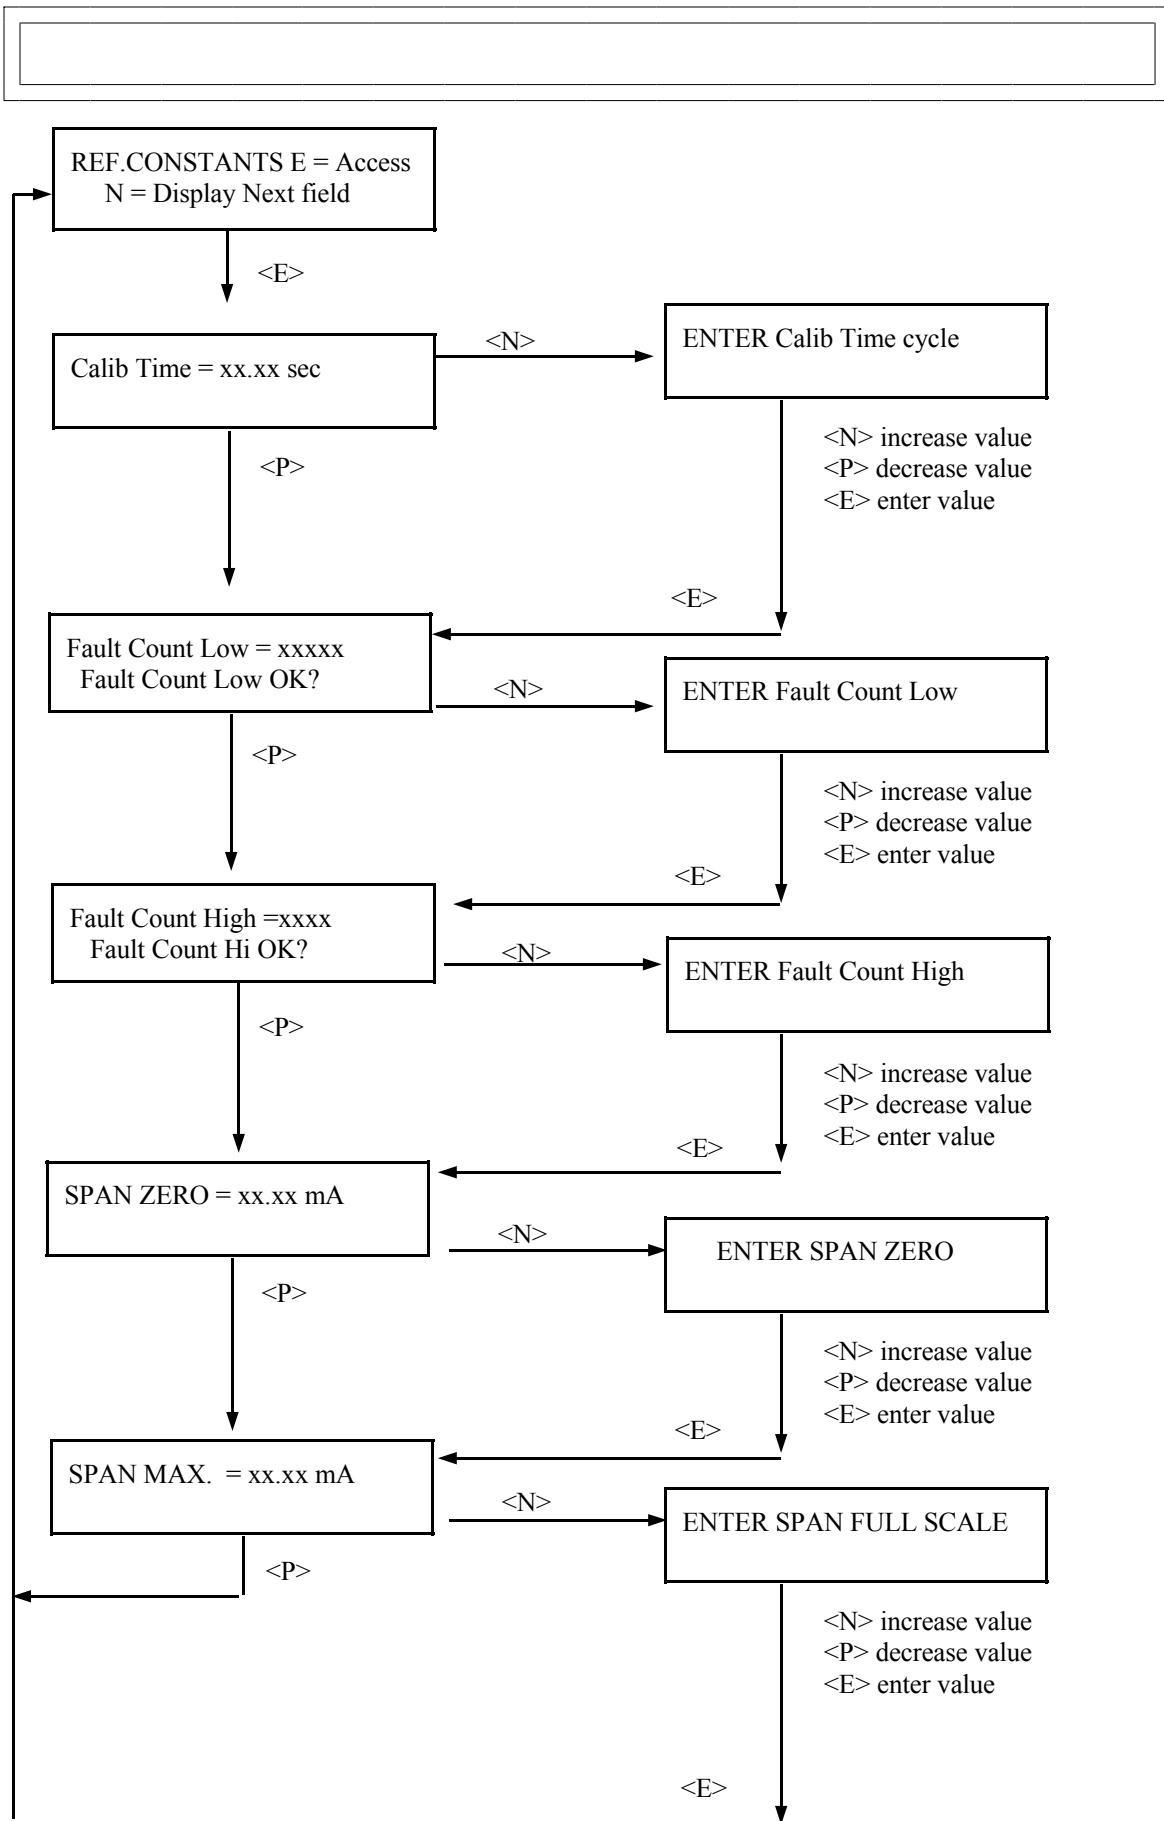 REF.CONSTANTS E = Access
N = Display Next field
<E>
Calib Time = xx.xx sec
<N>
ENTER Calib Time cycle
<P>
<N> increase value
<P> decrease value
<E> enter value
<E>
Fault Count Low = xxxxx
Fault Count Low OK?
<N>
ENTER Fault Count Low
<P>
<N> increase value
<P> decrease value
<E> enter value
<E>
Fault Count High =xxxx
Fault Count Hi OK?
<N>
ENTER Fault Count High
<P>
<N> increase value
<P> decrease value
<E> enter value
<E>
SPAN ZERO = xx.xx mA
<N>
ENTER SPAN ZERO
<P>
<N> increase value
<P> decrease value
<E> enter value
<E>
SPAN MAX.  = xx.xx mA
<N>
ENTER SPAN FULL SCALE
<P>
<N> increase value
<P> decrease value
<E> enter value
<E>